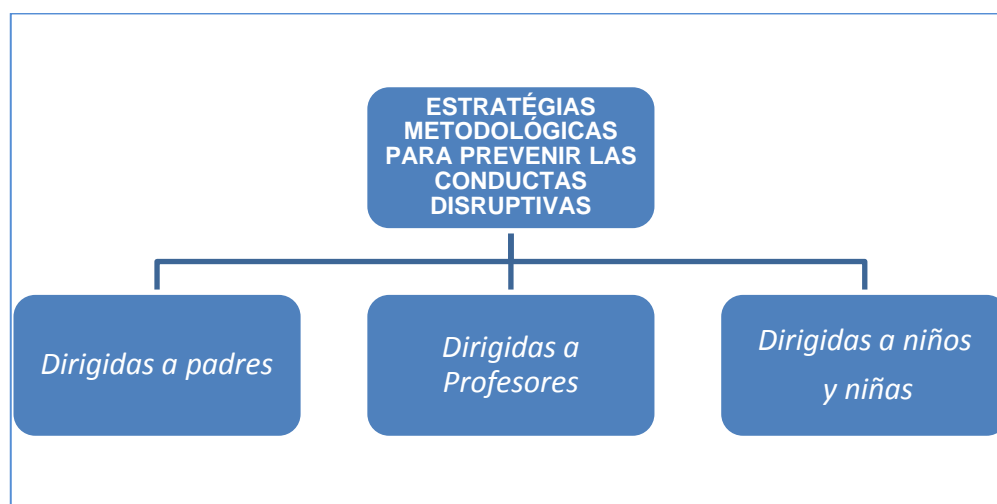 ESTRATÉGIAS
METODOLÓGICAS
PARA PREVENIR LAS
CONDUCTAS
DISRUPTIVAS
Dirigidas a padres
Dirigidas a
Profesores
Dirigidas a niños
y niñas